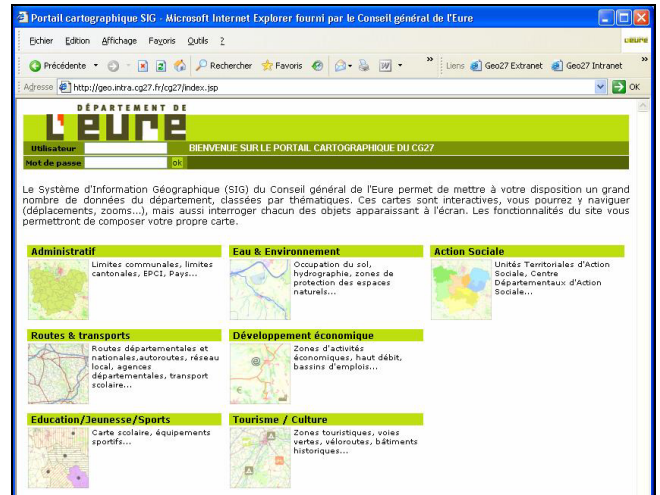 Portail cartographique SIG - Microsoft Internet Explorer fourni par le Conseil général de l'Eure
Fichier Edition Affichage Favoris Outils ?
L'eure
Précédente Rechercher Favoris » Liens Geo27 Extranet Geo27 Intranet »
Adresse http://geo.intra.cg27.fr/cg27/index.jsp OK
DÉPARTEMENT DE
L'eure
Utilisateur BIENVENUE SUR LE PORTAIL CARTOGRAPHIQUE DU CG27
Mot de passe ok
Le Système d'Information Géographique (SIG) du Conseil général de l'Eure permet de mettre à votre disposition un grand
nombre de données du département, classées par thématiques. Ces cartes sont interactives, vous pourrez y naviguer
(déplacements, zooms...), mais aussi interroger chacun des objets apparaissant à l'écran. Les fonctionnalités du site vous
permettront de composer votre propre carte.
Administratif
Limites communales, limites
cantonales, EPCI, Pays...
Eau & Environnement
Occupation du sol,
hydrographie, zones de
protection des espaces
naturels...
Action Sociale
Unités Territoriales d'Action
Sociale, Centre
Départementaux d'Action
Sociale...
Routes & transports
Routes départementales et
nationales,autoroutes, réseau
local, agences
départementales, transport
scolaire...
Développement économique
Zones d'activités
économiques, haut débit,
bassins d'emplois...
Education/Jeunesse/Sports
Carte scolaire, équipements
sportifs...
Tourisme / Culture
Zones touristiques, voies
vertes, véloroutes, bâtiments
historiques...